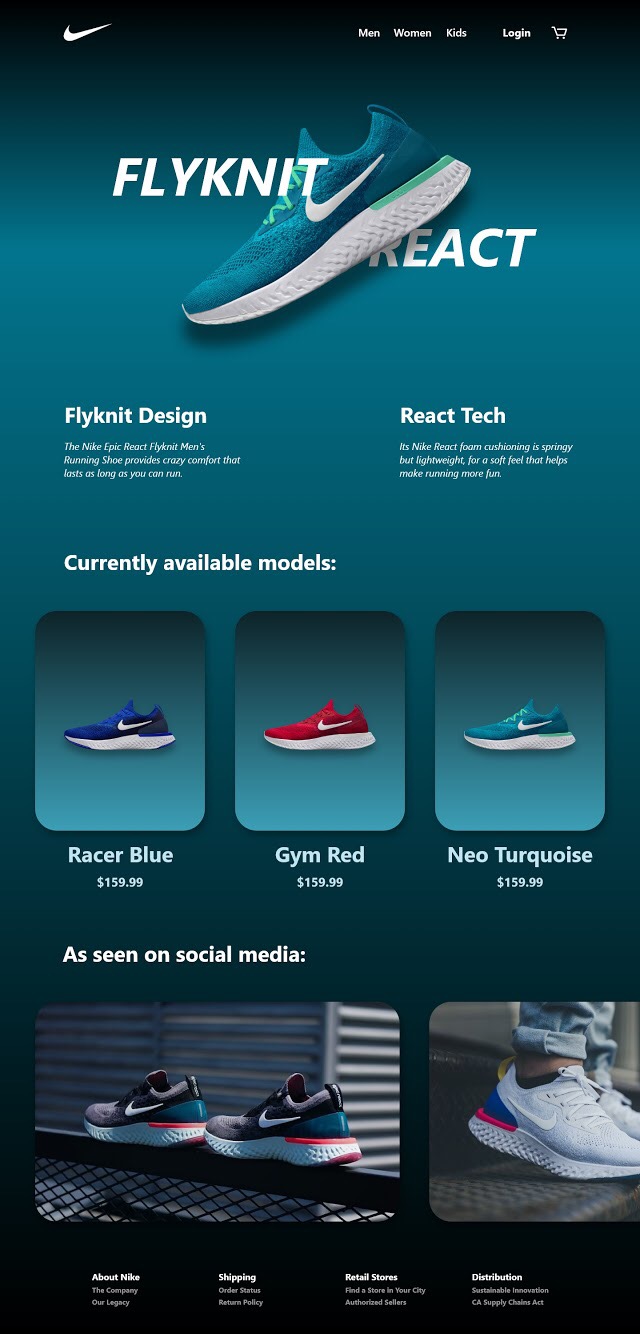 Men Women Kids Login
FLYKNIT
REACT
Flyknit Design
The Nike Epic React Flyknit Men's
Running Shoe provides crazy comfort that
lasts as long as you can run.
React Tech
Its Nike React foam cushioning is springy
but lightweight, for a soft feel that helps
make running more fun.
Currently available models:
Racer Blue
$159.99
Gym Red
$159.99
Neo Turquoise
$159.99
As seen on social media:
About Nike
The Company
Our Legacy
Shipping
Order Status
Return Policy
Retail Stores
Find a Store in Your City
Authorized Sellers
Distribution
Sustainable Innovation
CA Supply Chains Act